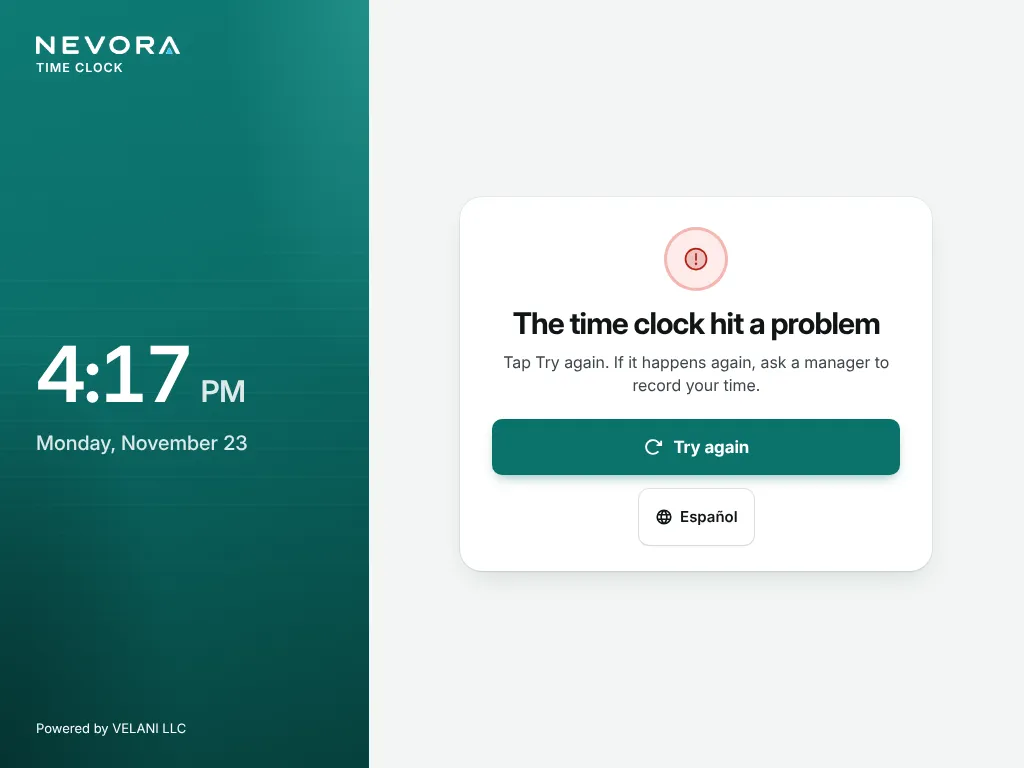 NEVORA
TIME CLOCK
4:17 PM
Monday, November 23
Powered by VELANI LLC
The time clock hit a problem
Tap Try again. If it happens again, ask a manager to
record your time.
Try again
Español